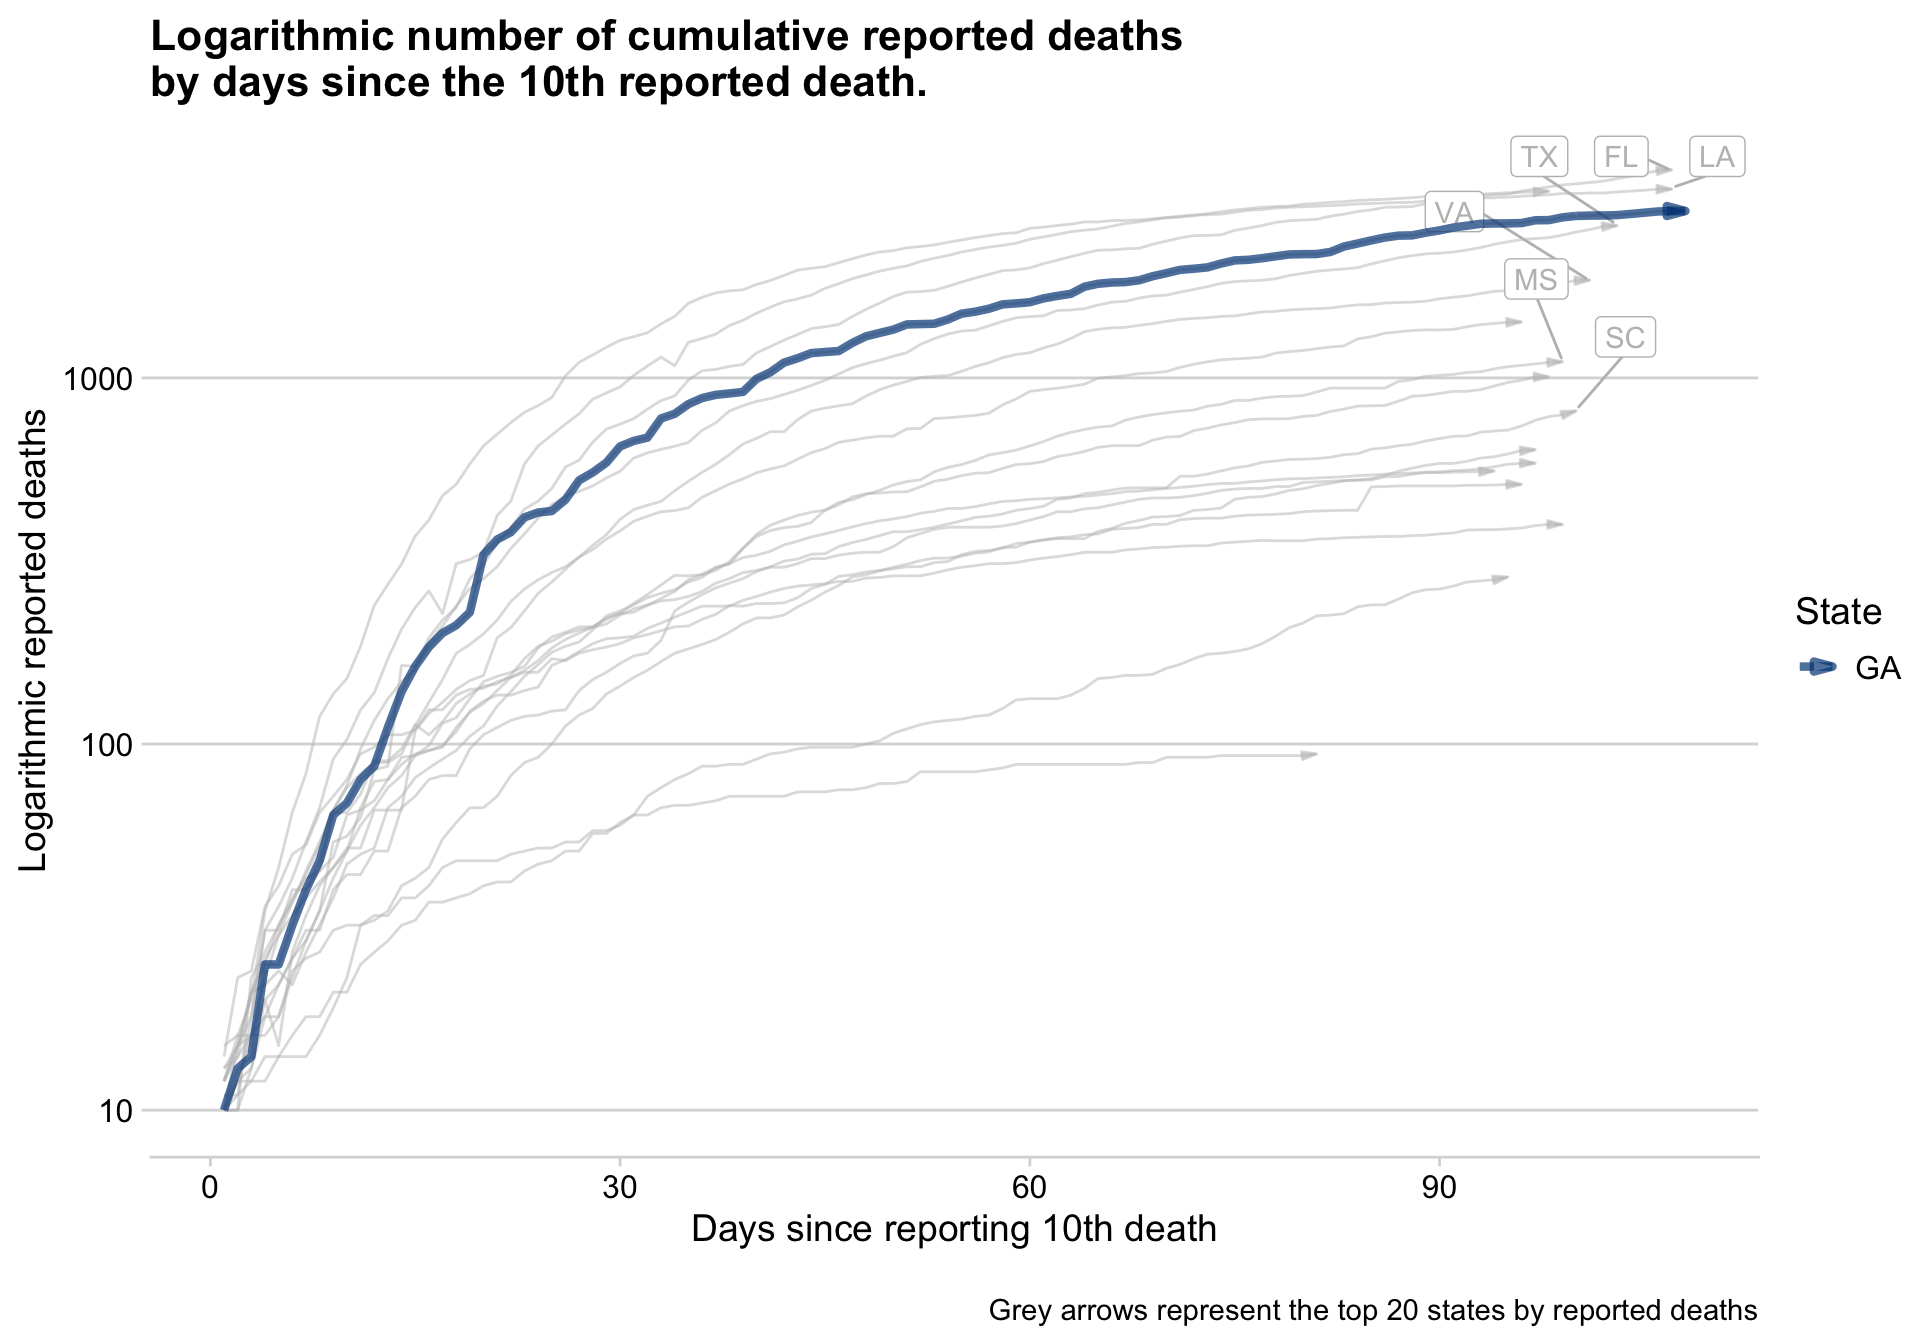 Logarithmic number of cumulative reported deaths
by days since the 10th reported death.
TX
FL
LA
VA
MS
SC
1000
100
10
Logarithmic reported deaths
0
30
60
90
Days since reporting 10th death
State
GA
Grey arrows represent the top 20 states by reported deaths